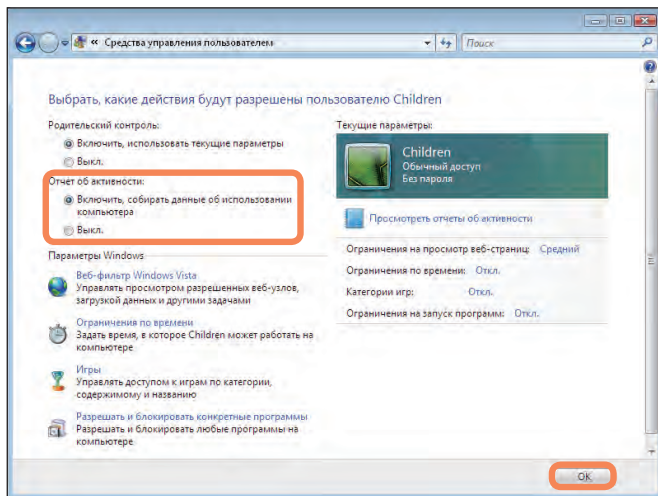 « Средства управления пользователем
Поиск
Выбрать, какие действия будут разрешены пользователю Children
Родительский контроль:
Включить, использовать текущие параметры
Выкл.
Отчет об активности:
Включить, собирать данные об использовании
компьютера
Выкл.
Параметры Windows
Веб-фильтр Windows Vista
Управлять просмотром разрешенных веб-узлов,
загрузкой данных и другими задачами
Ограничения по времени
Задать время, в которое Children может работать на
компьютере
Игры
Управлять доступом к играм по категории,
содержимому и названию
Разрешать и блокировать конкретные программы
Разрешать и блокировать любые программы на
компьютере
Текущие параметры:
Children
Обычный доступ
Без пароля
Просмотреть отчеты об активности
Ограничения на просмотр веб-страниц: Средний
Ограничения по времени: Откл.
Категории игр: Откл.
Ограничения на запуск программ: Откл.
OK